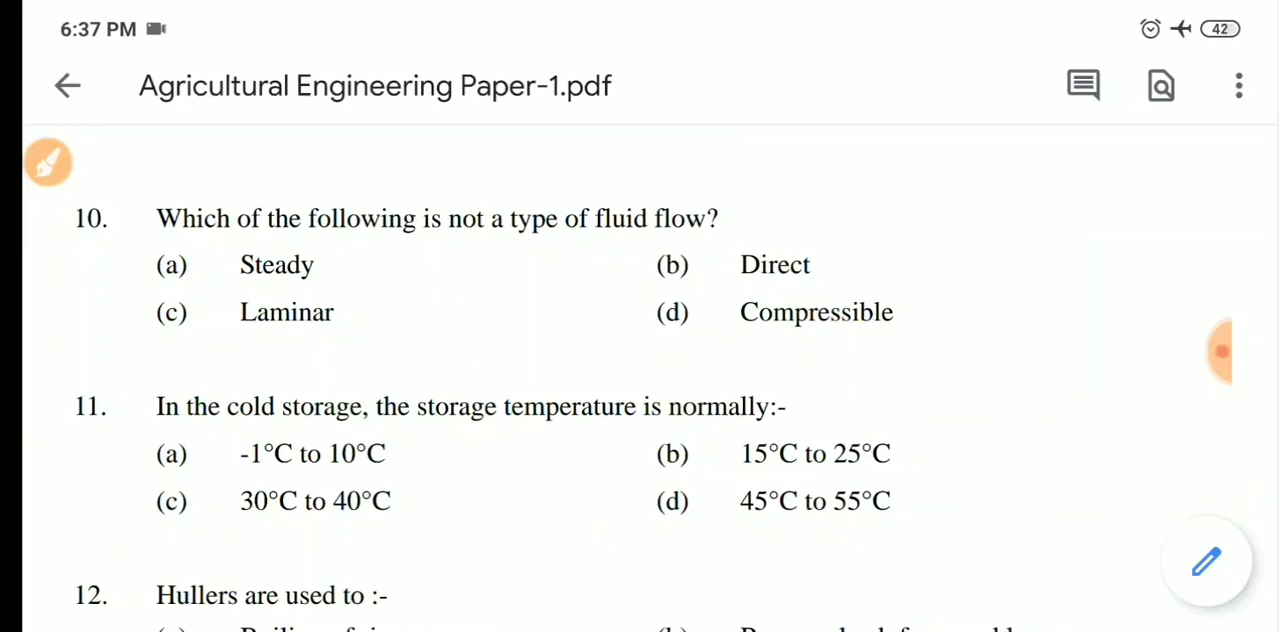 6:37 PM 42
Agricultural Engineering Paper-1.pdf
10. Which of the following is not a type of fluid flow?
(a) Steady (b) Direct
(c) Laminar (d) Compressible
11. In the cold storage, the storage temperature is normally:-
(a) -1°C to 10°C (b) 15°C to 25°C
(c) 30°C to 40°C (d) 45°C to 55°C
12. Hullers are used to :-